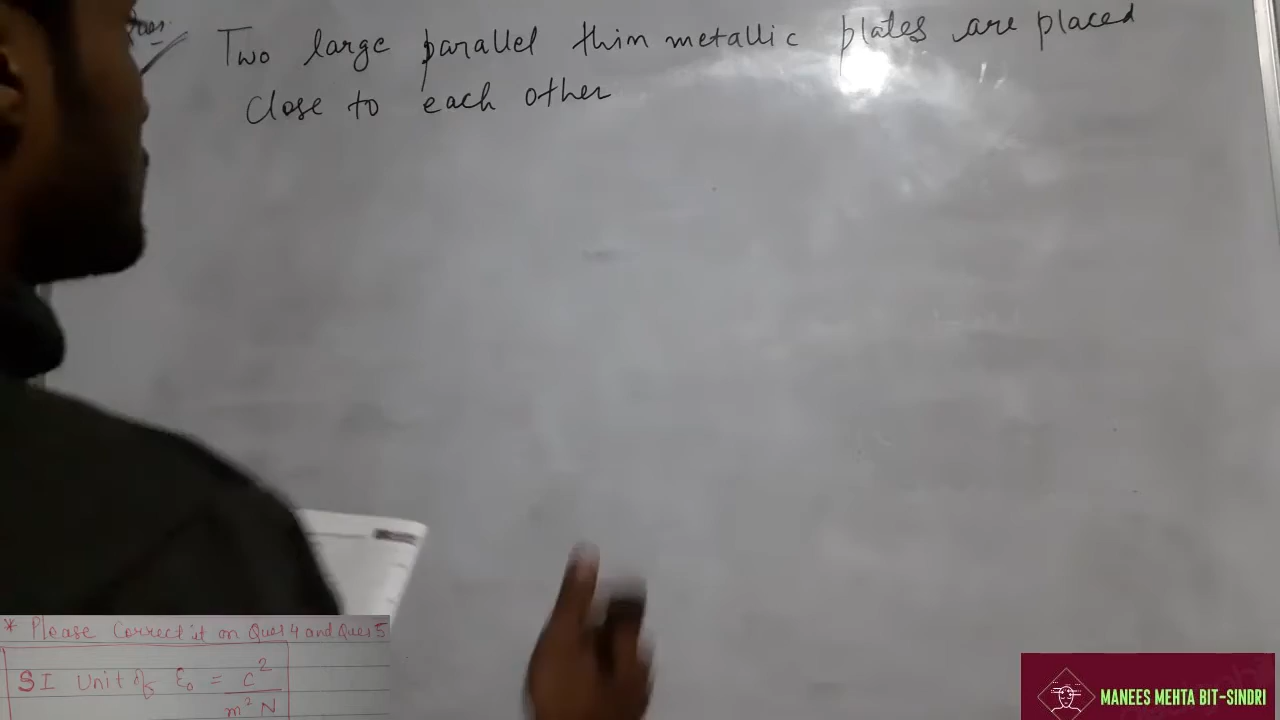 Ques.
Two large parallel thin metallic plates are placed
close to each other
* Please Correct it on Ques 4 and Ques 5
SI Unit of ε₀ = C² / m² N
MANEES MEHTA BIT-SINDRI